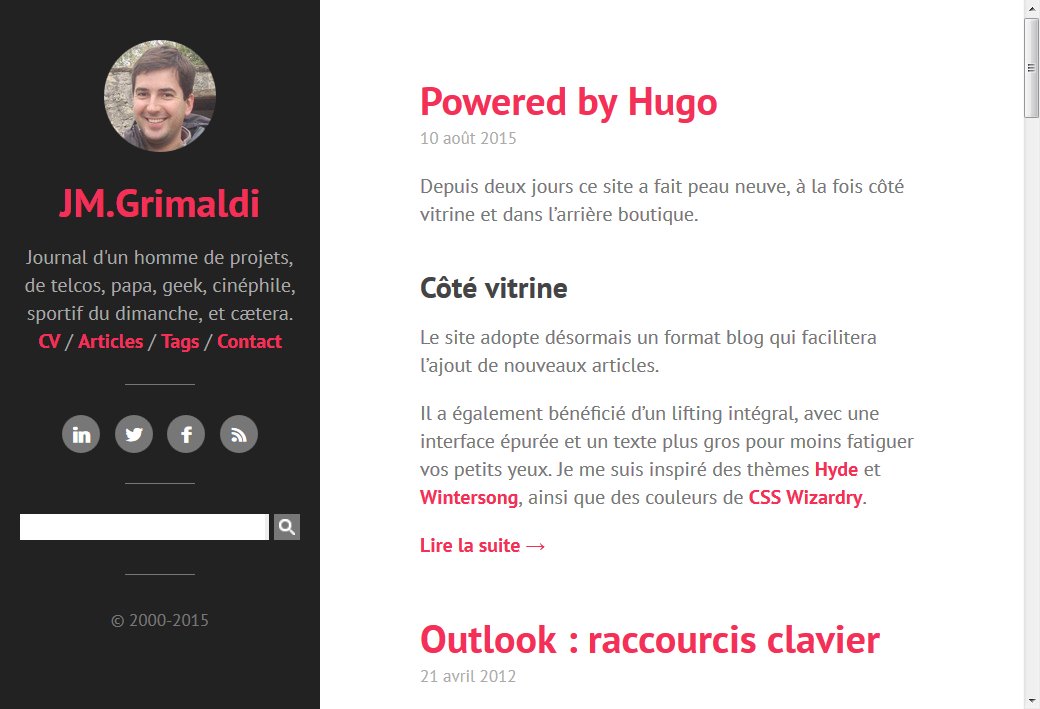 JM.Grimaldi
Journal d'un homme de projets,
de telcos, papa, geek, cinéphile,
sportif du dimanche, et cætera.
CV / Articles / Tags / Contact
© 2000-2015
Powered by Hugo
10 août 2015
Depuis deux jours ce site a fait peau neuve, à la fois côté
vitrine et dans l’arrière boutique.
Côté vitrine
Le site adopte désormais un format blog qui facilitera
l’ajout de nouveaux articles.
Il a également bénéficié d’un lifting intégral, avec une
interface épurée et un texte plus gros pour moins fatiguer
vos petits yeux. Je me suis inspiré des thèmes Hyde et
Wintersong, ainsi que des couleurs de CSS Wizardry.
Lire la suite →
Outlook : raccourcis clavier
21 avril 2012